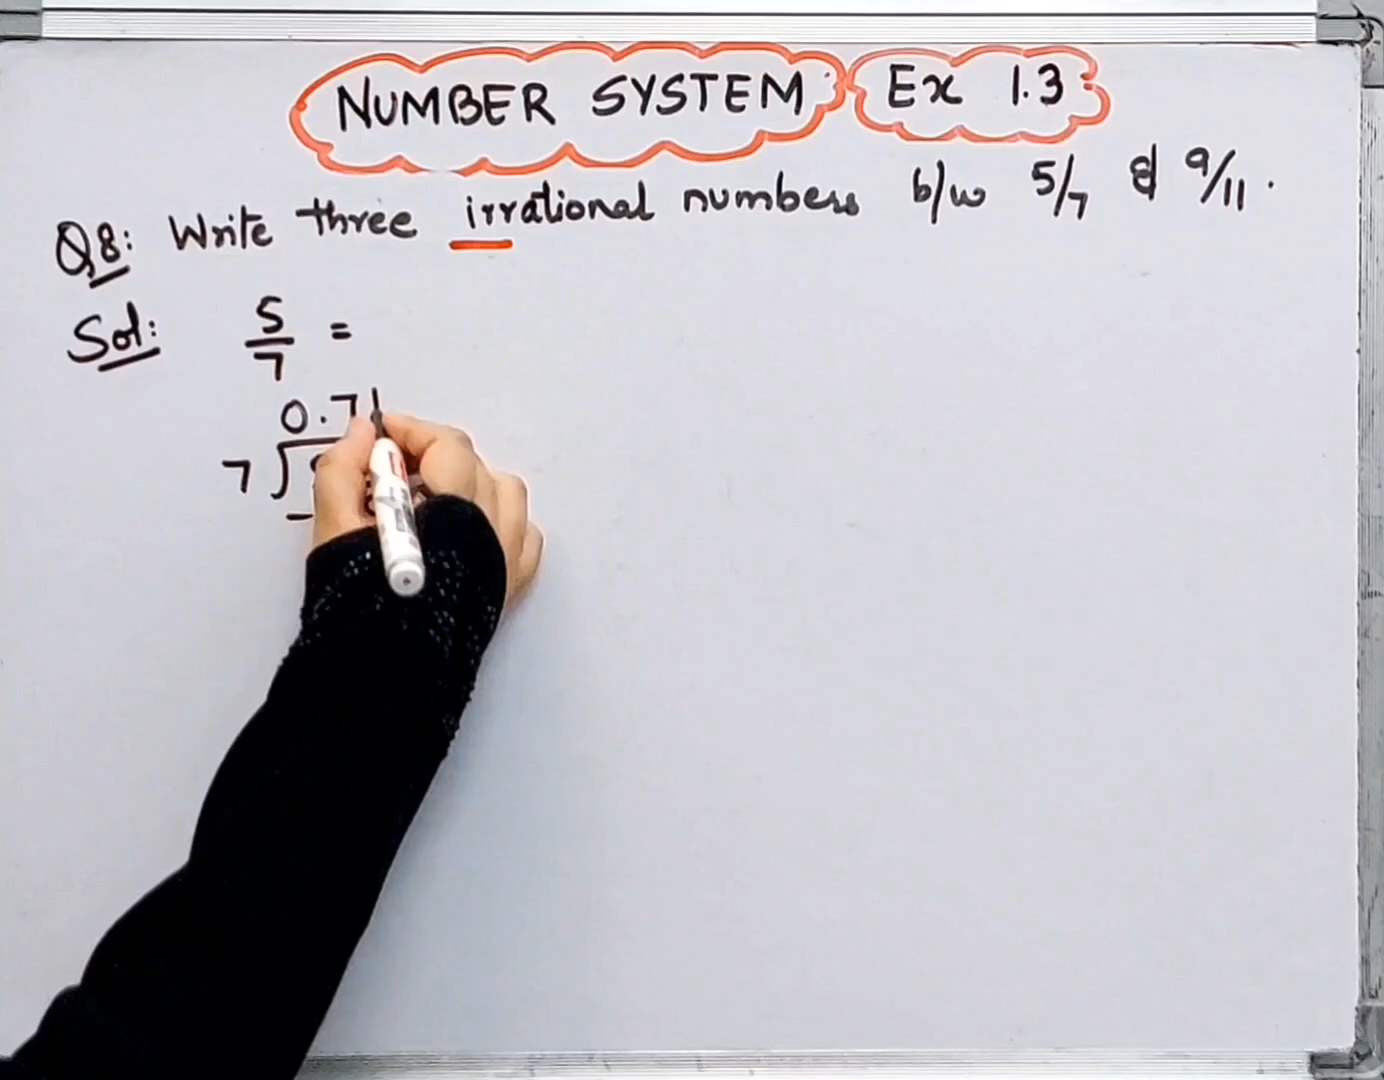 NUMBER SYSTEM Ex 1.3
Q8: Write three irrational numbers b/w 5/7 & 9/11.
Sol: 5/7 =
0.71
7